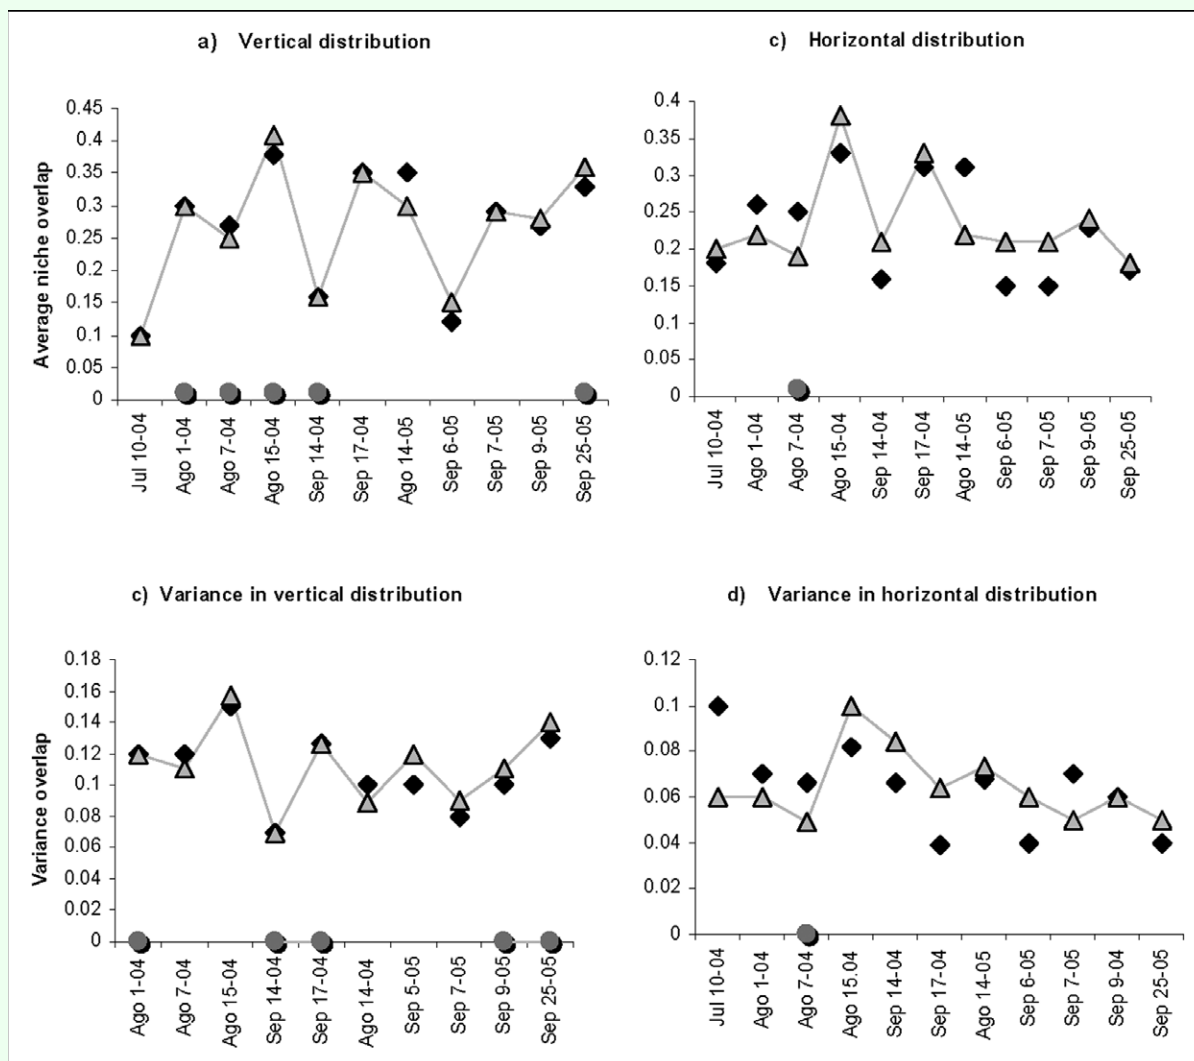 a) Vertical distribution
Average niche overlap
0.45
0.4
0.35
0.3
0.25
0.2
0.15
0.1
0.05
0
Jul 10-04
Ago 1-04
Ago 7-04
Ago 15-04
Sep 14-04
Sep 17-04
Ago 14-05
Sep 6-05
Sep 7-05
Sep 9-05
Sep 25-05
c) Horizontal distribution
0.4
0.35
0.3
0.25
0.2
0.15
0.1
0.05
0
Jul 10-04
Ago 1-04
Ago 7-04
Ago 15-04
Sep 14-04
Sep 17-04
Ago 14-05
Sep 6-05
Sep 7-05
Sep 9-05
Sep 25-05
c) Variance in vertical distribution
Variance overlap
0.18
0.16
0.14
0.12
0.1
0.08
0.06
0.04
0.02
0
Ago 1-04
Ago 7-04
Ago 15-04
Sep 14-04
Sep 17-04
Ago 14-04
Sep 5-05
Sep 7-05
Sep 9-05
Sep 25-05
d) Variance in horizontal distribution
0.12
0.1
0.08
0.06
0.04
0.02
0
Jul 10-04
Ago 1-04
Ago 7-04
Ago 15.04
Sep 14-04
Sep 17-04
Ago 14-05
Sep 6-05
Sep 7-05
Sep 9-04
Sep 25-05